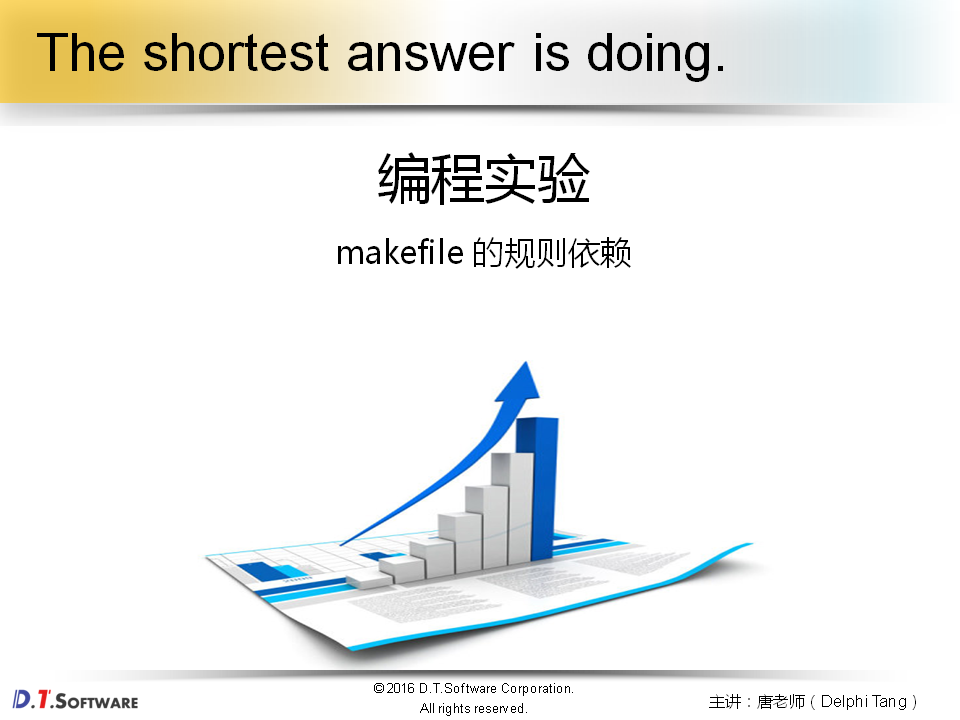 The shortest answer is doing.
编程实验
makefile 的规则依赖
2009
D.T.SOFTWARE
©2016 D.T.Software Corporation.
All rights reserved.
主讲：唐老师（Delphi Tang）